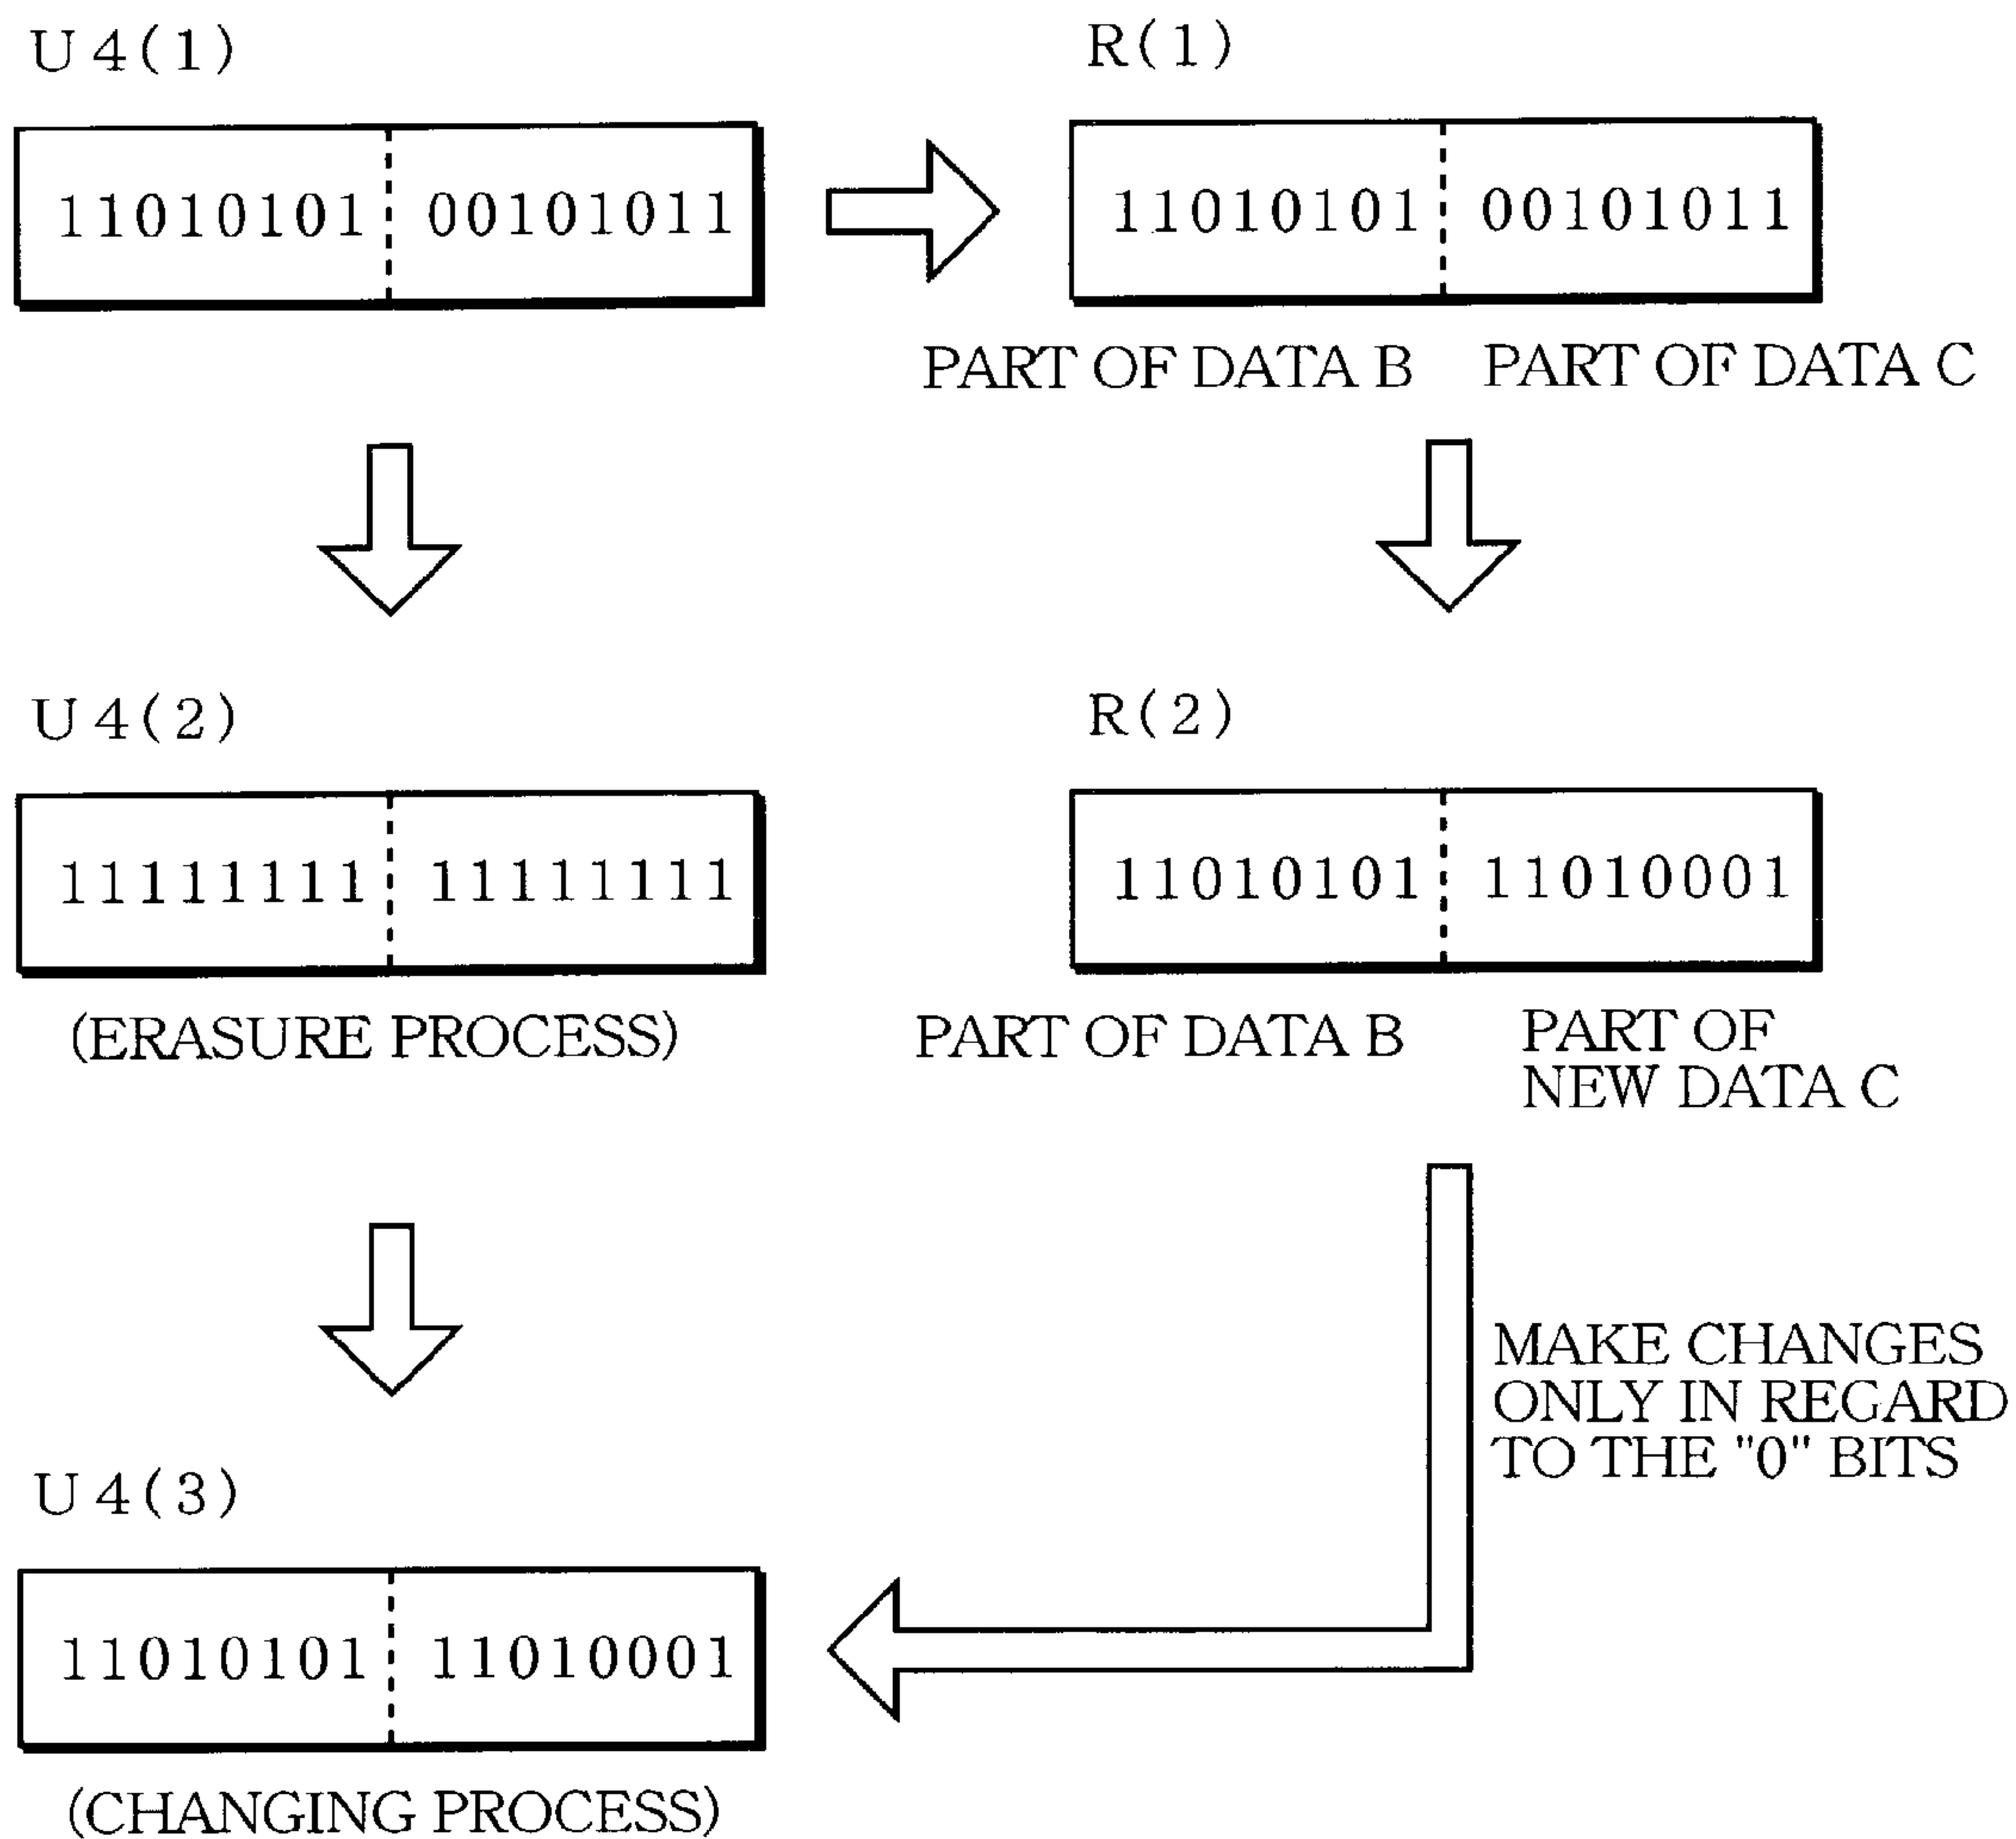 U4(1)
R(1)
11010101 00101011
11010101 00101011
PART OF DATA B PART OF DATA C
U4(2)
R(2)
11111111 11111111
11010101 11010001
(ERASURE PROCESS)
PART OF DATA B
PART OF
NEW DATA C
MAKE CHANGES
ONLY IN REGARD
TO THE "0" BITS
U4(3)
11010101 11010001
(CHANGING PROCESS)